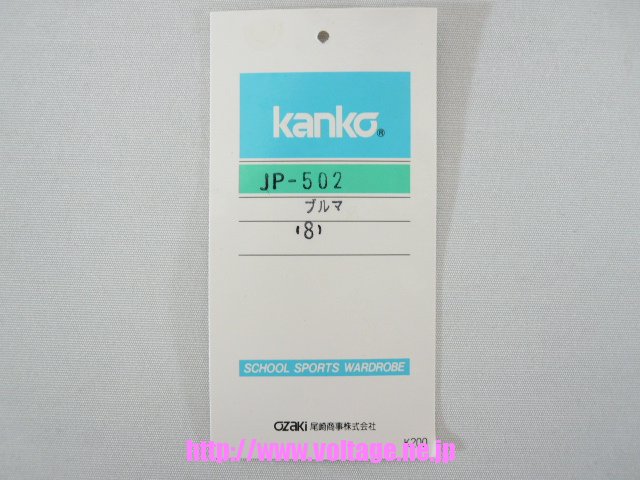 kanko®
JP-502
ブルマ
(8)
SCHOOL SPORTS WARDROBE
OZAKI 尾崎商事株式会社
K200
http://www.voltage.ne.jp